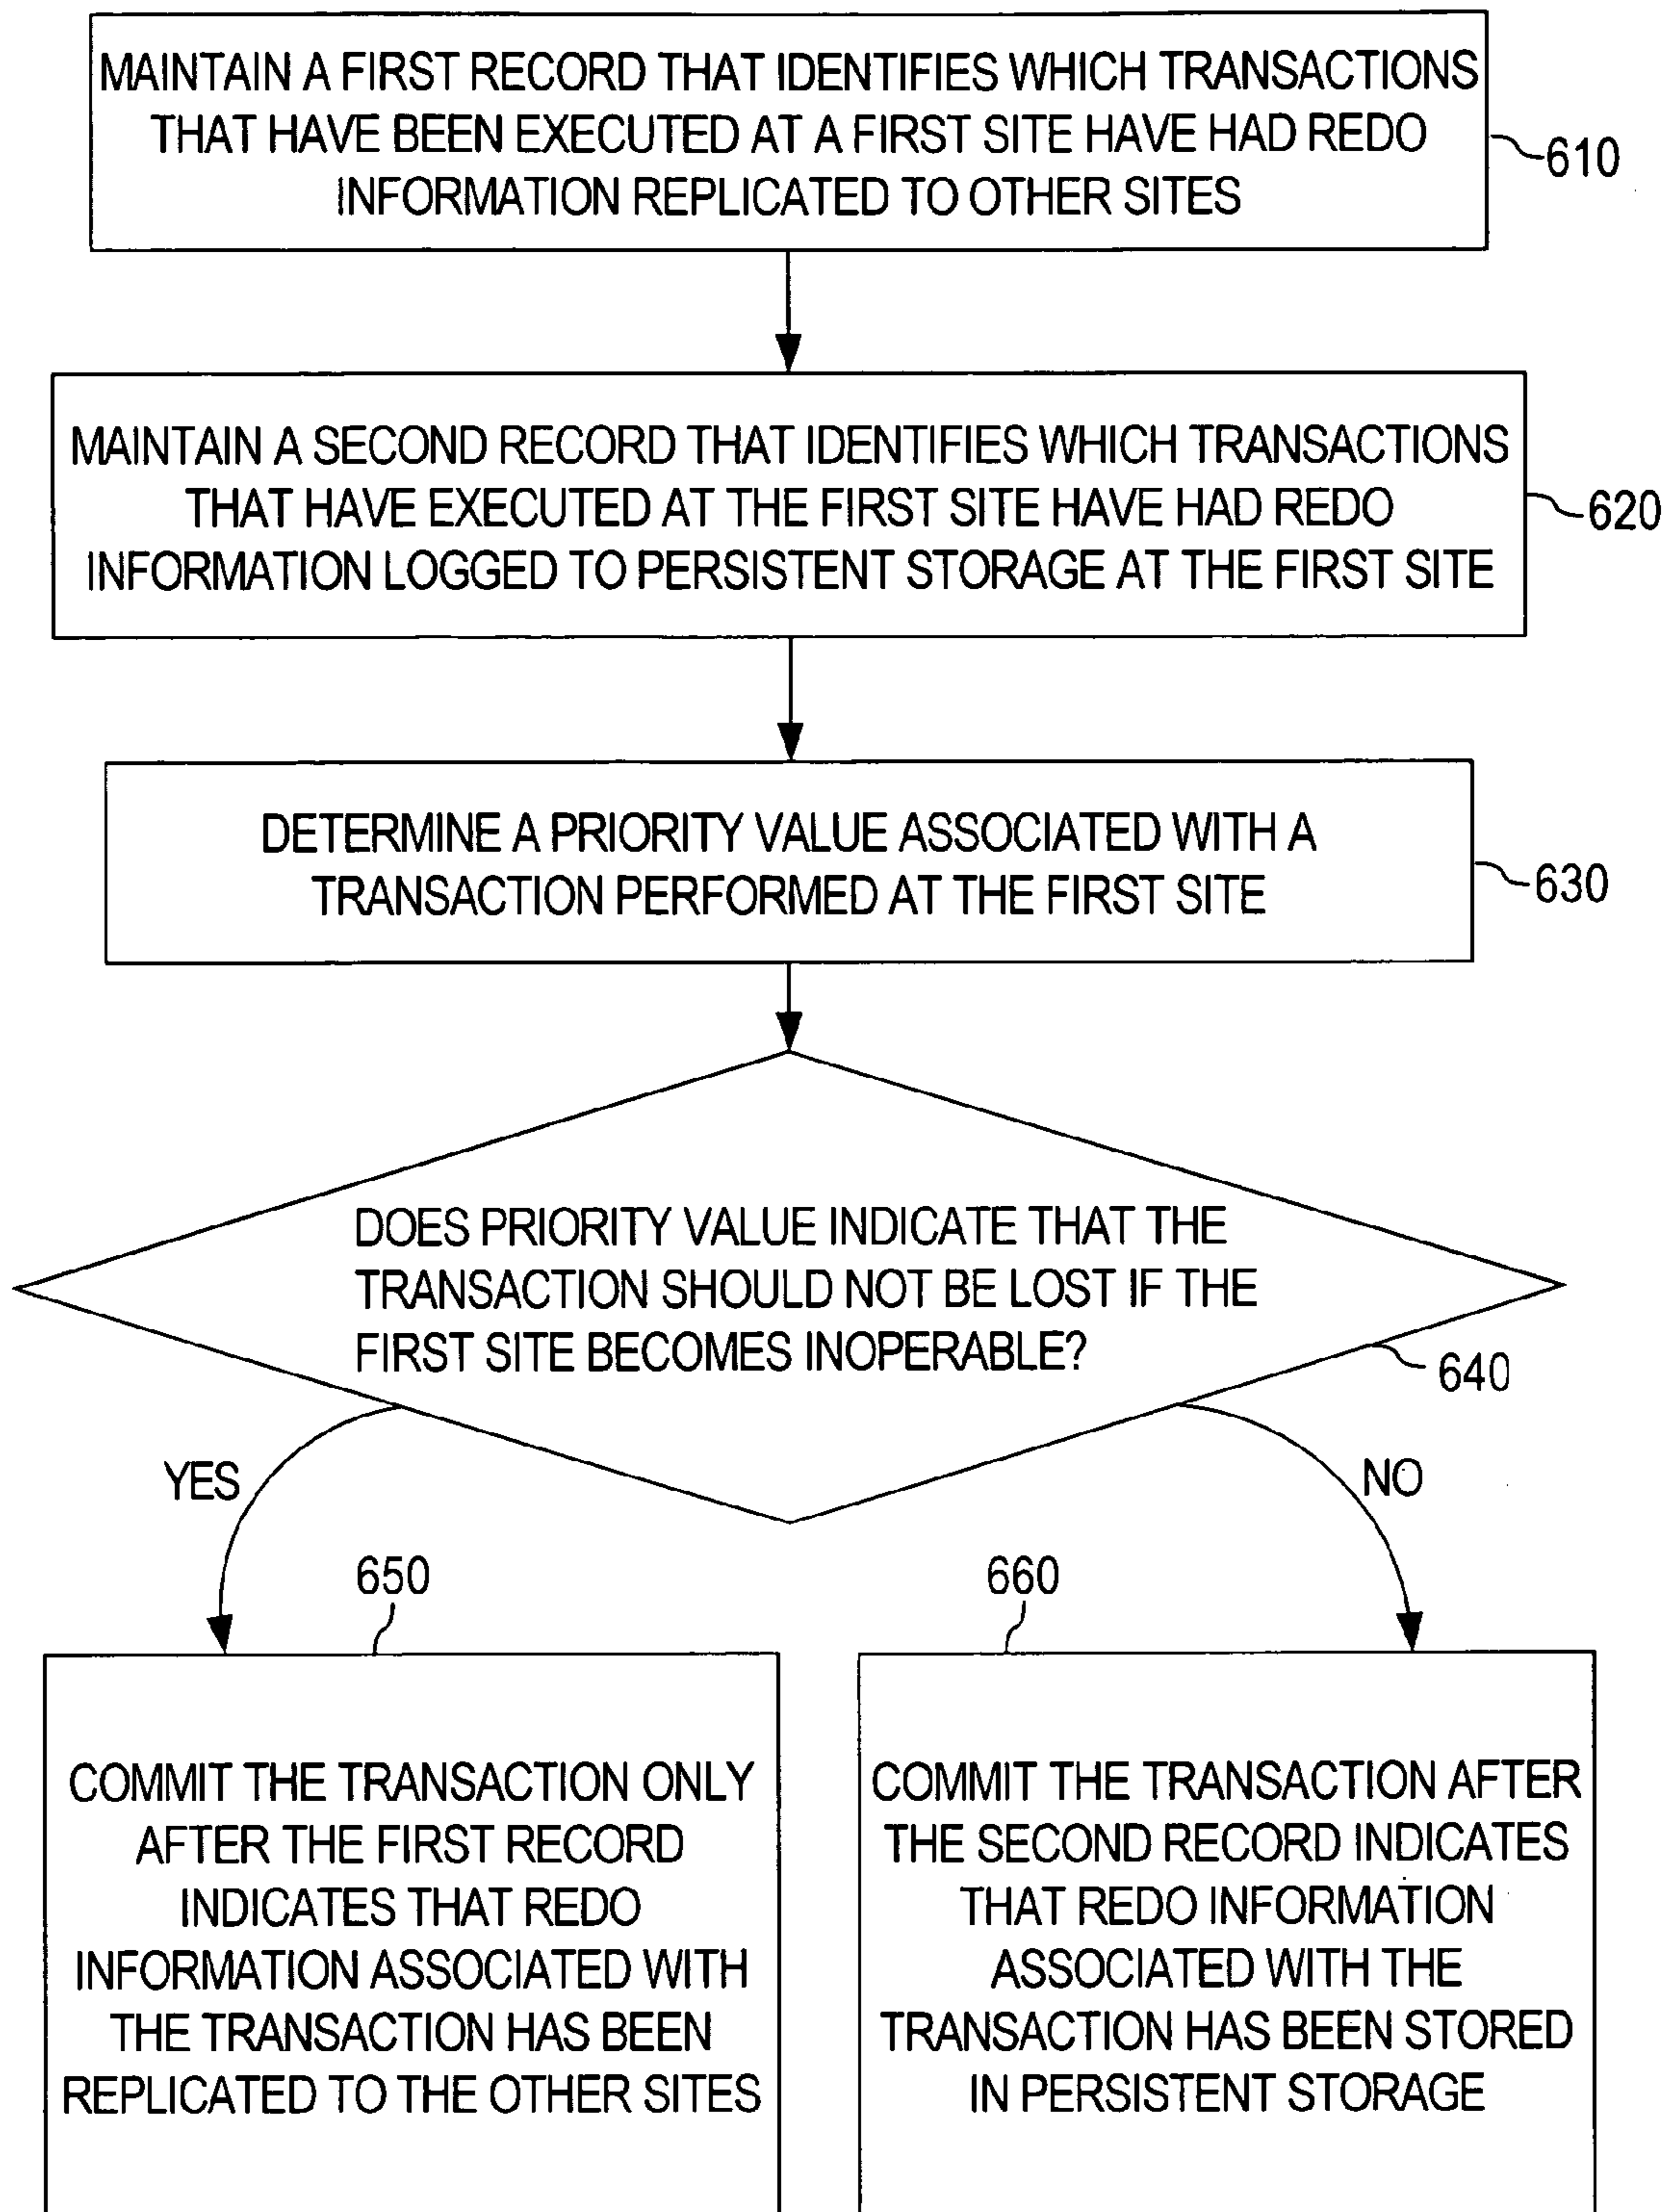 MAINTAIN A FIRST RECORD THAT IDENTIFIES WHICH TRANSACTIONS
THAT HAVE BEEN EXECUTED AT A FIRST SITE HAVE HAD REDO
INFORMATION REPLICATED TO OTHER SITES
610
MAINTAIN A SECOND RECORD THAT IDENTIFIES WHICH TRANSACTIONS
THAT HAVE EXECUTED AT THE FIRST SITE HAVE HAD REDO
INFORMATION LOGGED TO PERSISTENT STORAGE AT THE FIRST SITE
620
DETERMINE A PRIORITY VALUE ASSOCIATED WITH A
TRANSACTION PERFORMED AT THE FIRST SITE
630
DOES PRIORITY VALUE INDICATE THAT THE
TRANSACTION SHOULD NOT BE LOST IF THE
FIRST SITE BECOMES INOPERABLE?
640
YES
NO
650
660
COMMIT THE TRANSACTION ONLY
AFTER THE FIRST RECORD
INDICATES THAT REDO
INFORMATION ASSOCIATED WITH
THE TRANSACTION HAS BEEN
REPLICATED TO THE OTHER SITES
COMMIT THE TRANSACTION AFTER
THE SECOND RECORD INDICATES
THAT REDO INFORMATION
ASSOCIATED WITH THE
TRANSACTION HAS BEEN STORED
IN PERSISTENT STORAGE